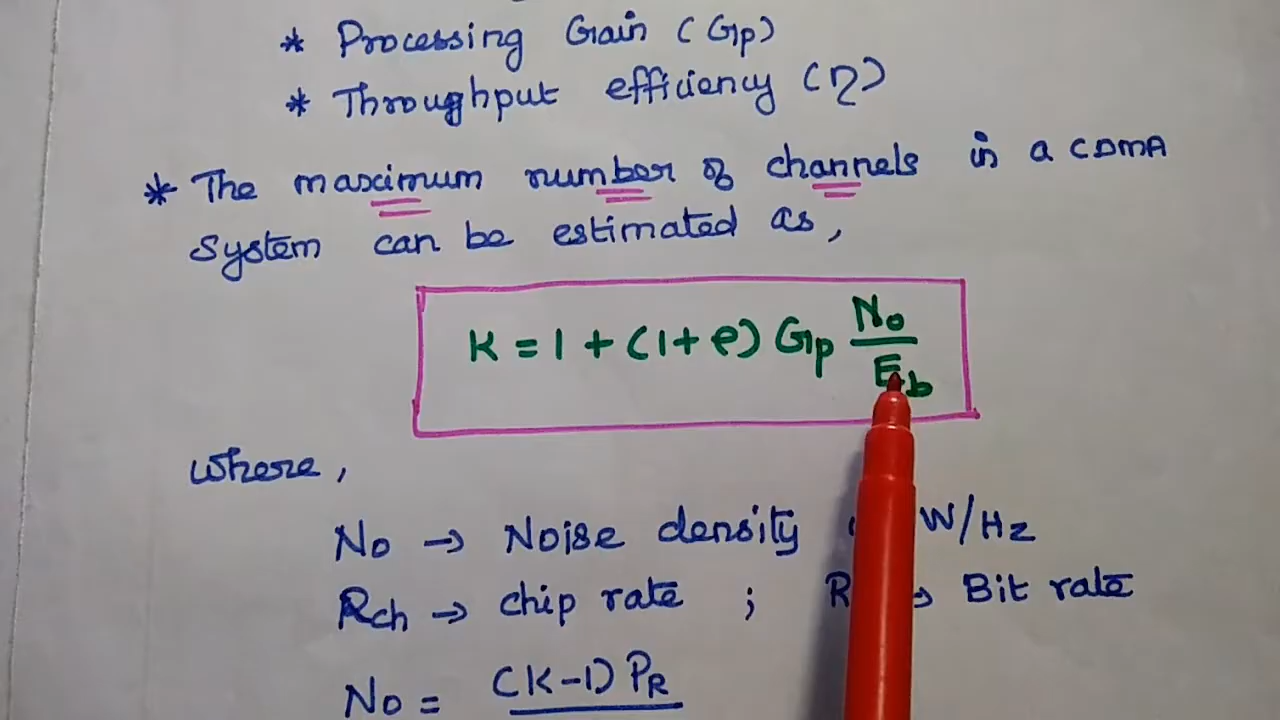 * Processing Gain (Gp)
* Throughput efficiency (η)
* The maximum number of channels in a CDMA
system can be estimated as,
K = 1 + (1+ρ) Gp No/Eb
where,
No → Noise density W/Hz
Rch → chip rate ; R → Bit rate
No = (K-1) PR